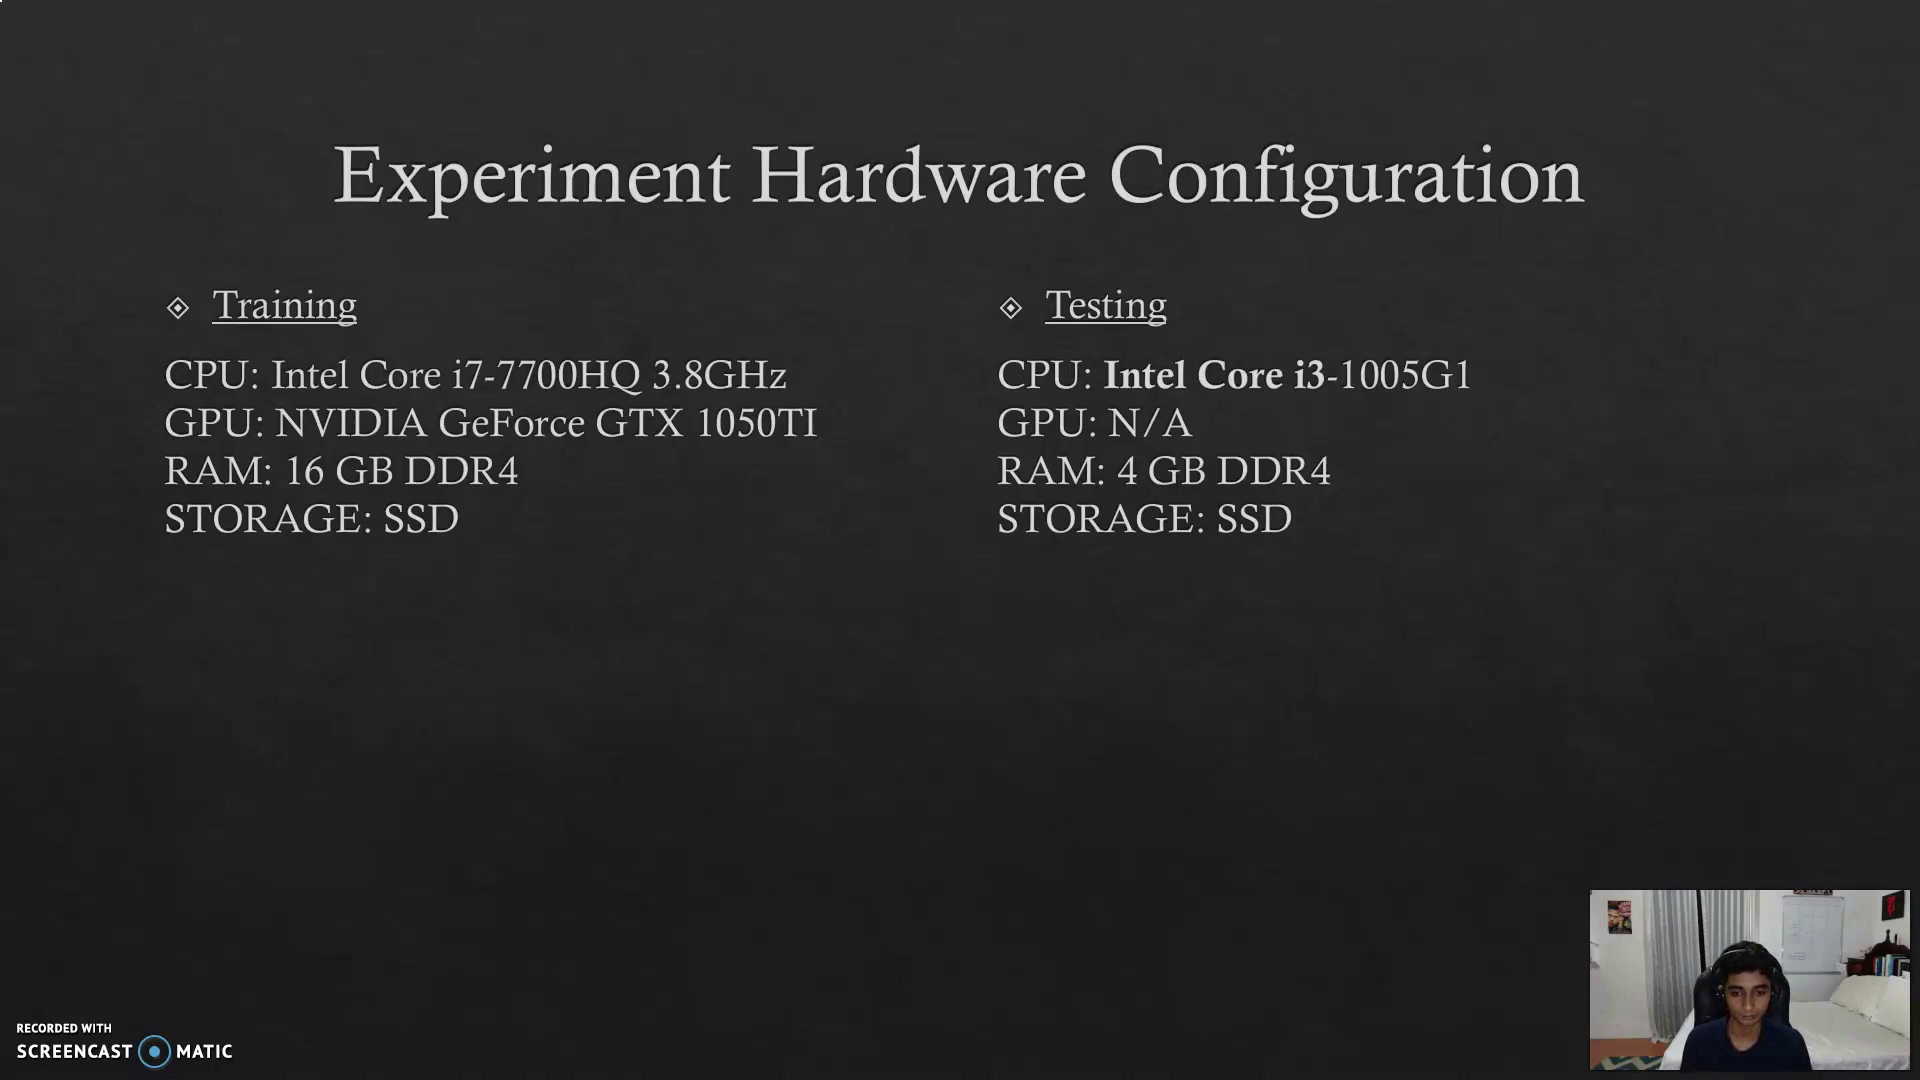 Experiment Hardware Configuration
Training
CPU: Intel Core i7-7700HQ 3.8GHz
GPU: NVIDIA GeForce GTX 1050TI
RAM: 16 GB DDR4
STORAGE: SSD
Testing
CPU: Intel Core i3-1005G1
GPU: N/A
RAM: 4 GB DDR4
STORAGE: SSD
RECORDED WITH
SCREENCAST MATIC